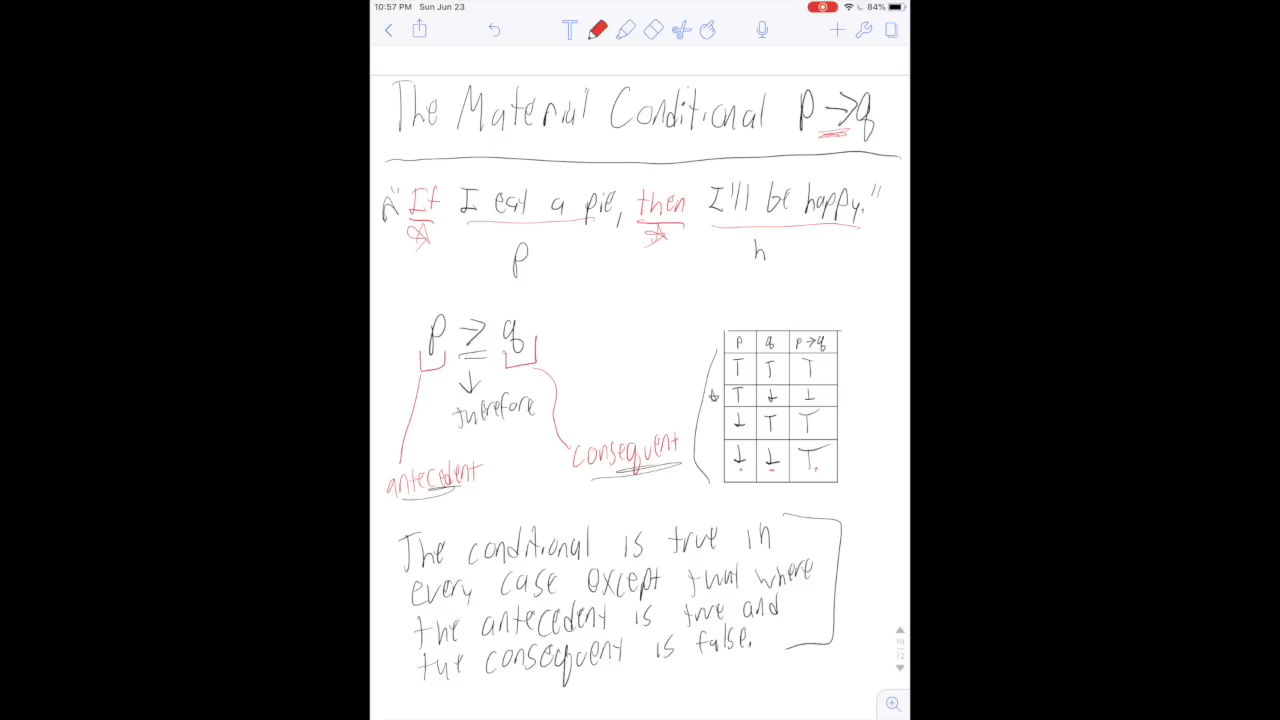 10:57 PM Sun Jun 23 84%
The Material Conditional p → q
"If I eat a pie, then I'll be happy."
p h
p → q
therefore
antecedent
consequent
p q p → q
T T T
T ⊥ ⊥
⊥ T T
⊥ ⊥ T
The conditional is true in
every case except that where
the antecedent is true and
the consequent is false.
10
12